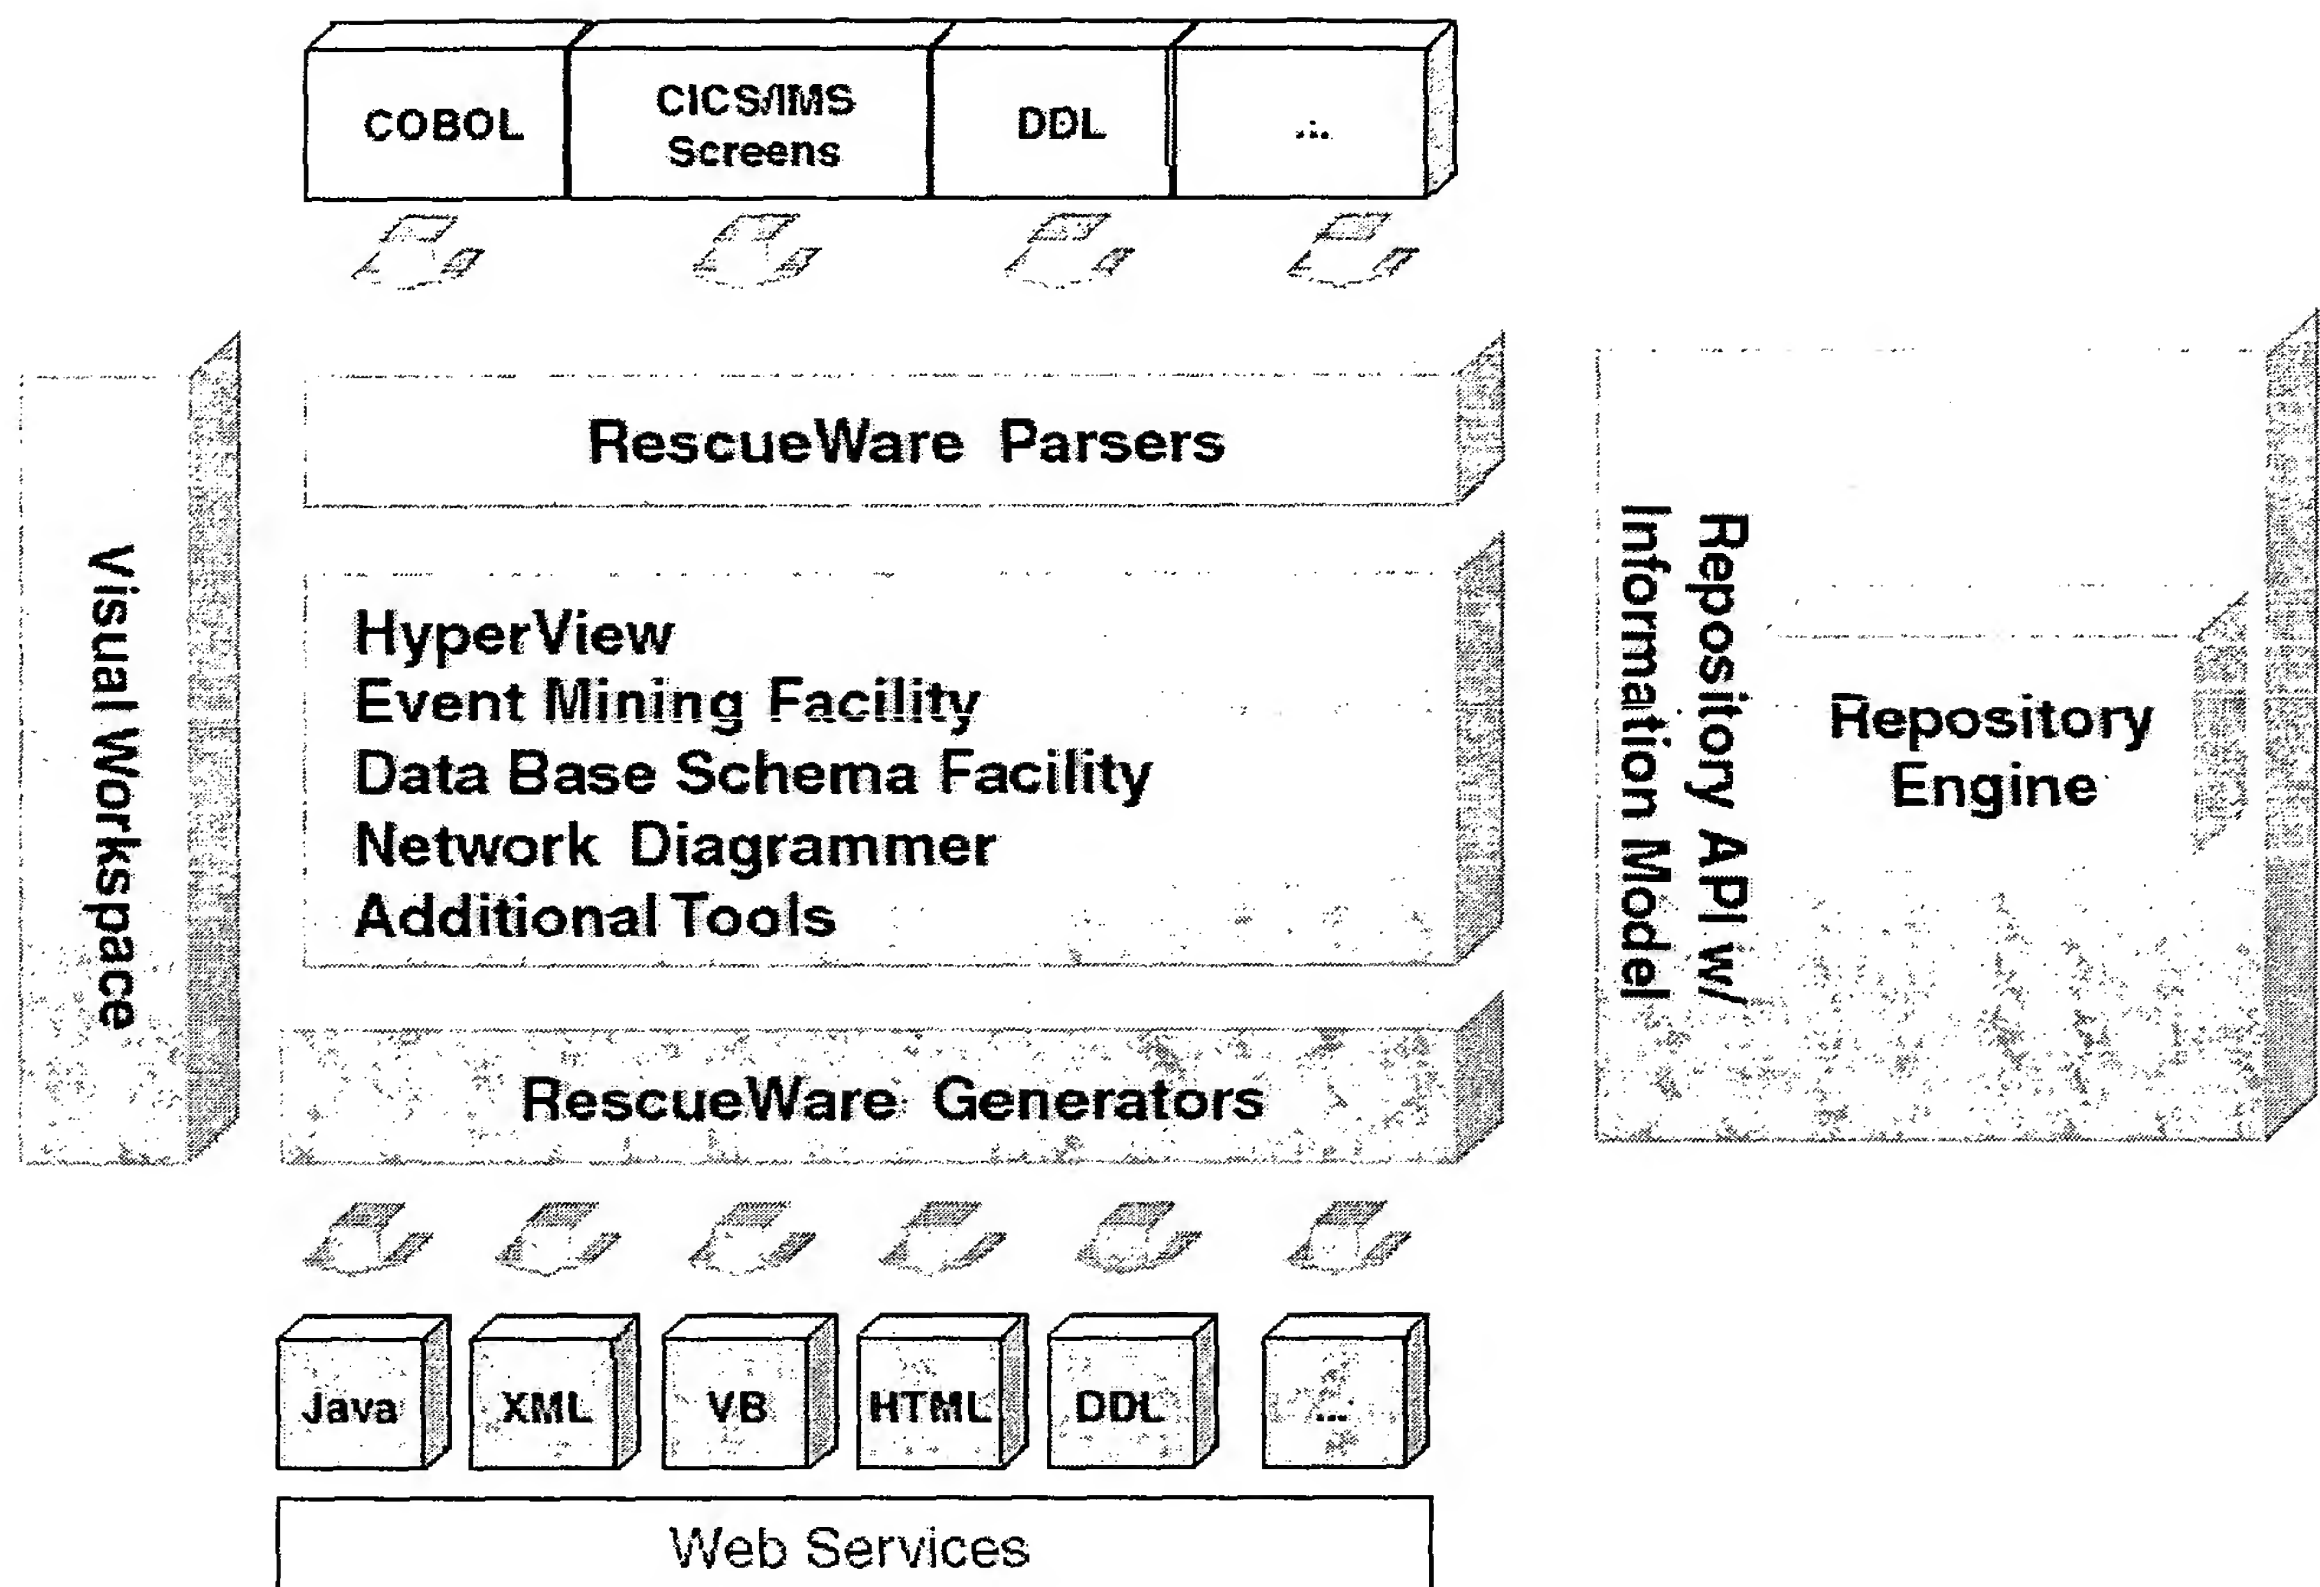 COBOL
CICS/IMS
Screens
DDL
...
RescueWare Parsers
Visual Workspace
HyperView
Event Mining Facility
Data Base Schema Facility
Network Diagrammer
Additional Tools
Repository API w/
Information Model
Repository
Engine
RescueWare Generators
Java
XML
VB
HTML
DDL
...
Web Services